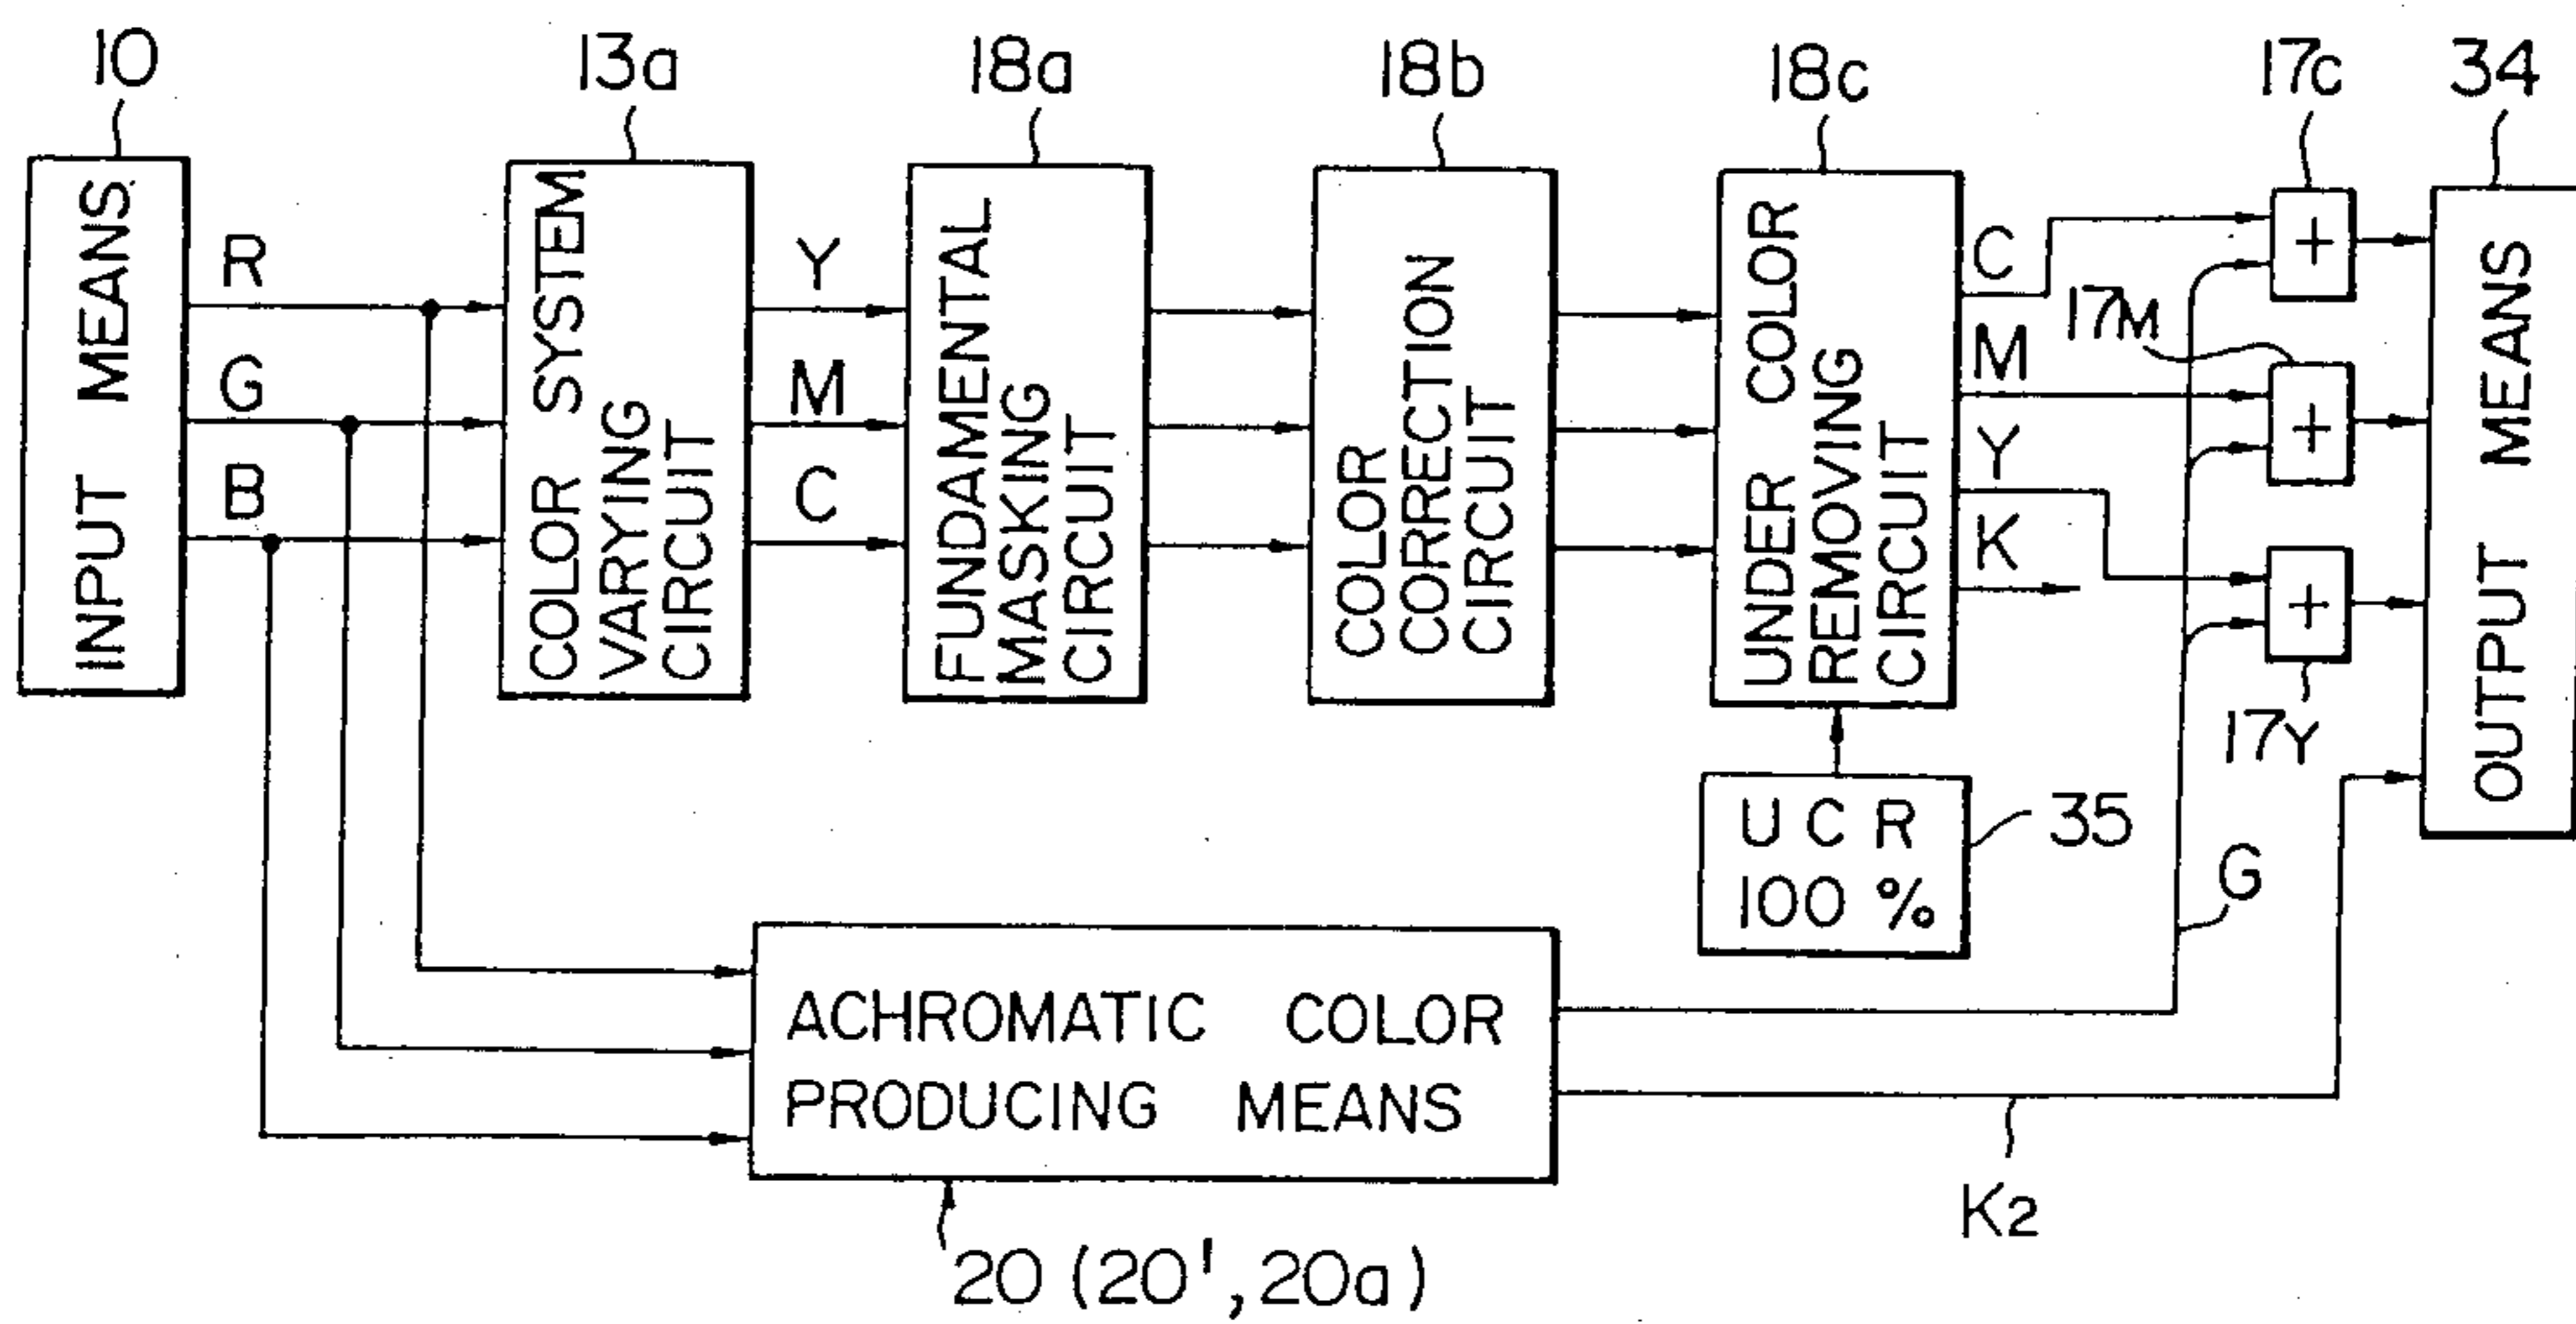 10
13a
18a
18b
18c
17c
34
INPUT MEANS
R
G
B
COLOR SYSTEM
VARYING
CIRCUIT
Y
M
C
FUNDAMENTAL
MASKING
CIRCUIT
COLOR
CORRECTION
CIRCUIT
UNDER COLOR
REMOVING
CIRCUIT
C
M
Y
K
17M
+
+
+
17Y
OUTPUT MEANS
UCR
100 %
35
G
ACHROMATIC COLOR
PRODUCING MEANS
K2
20 (20', 20a)